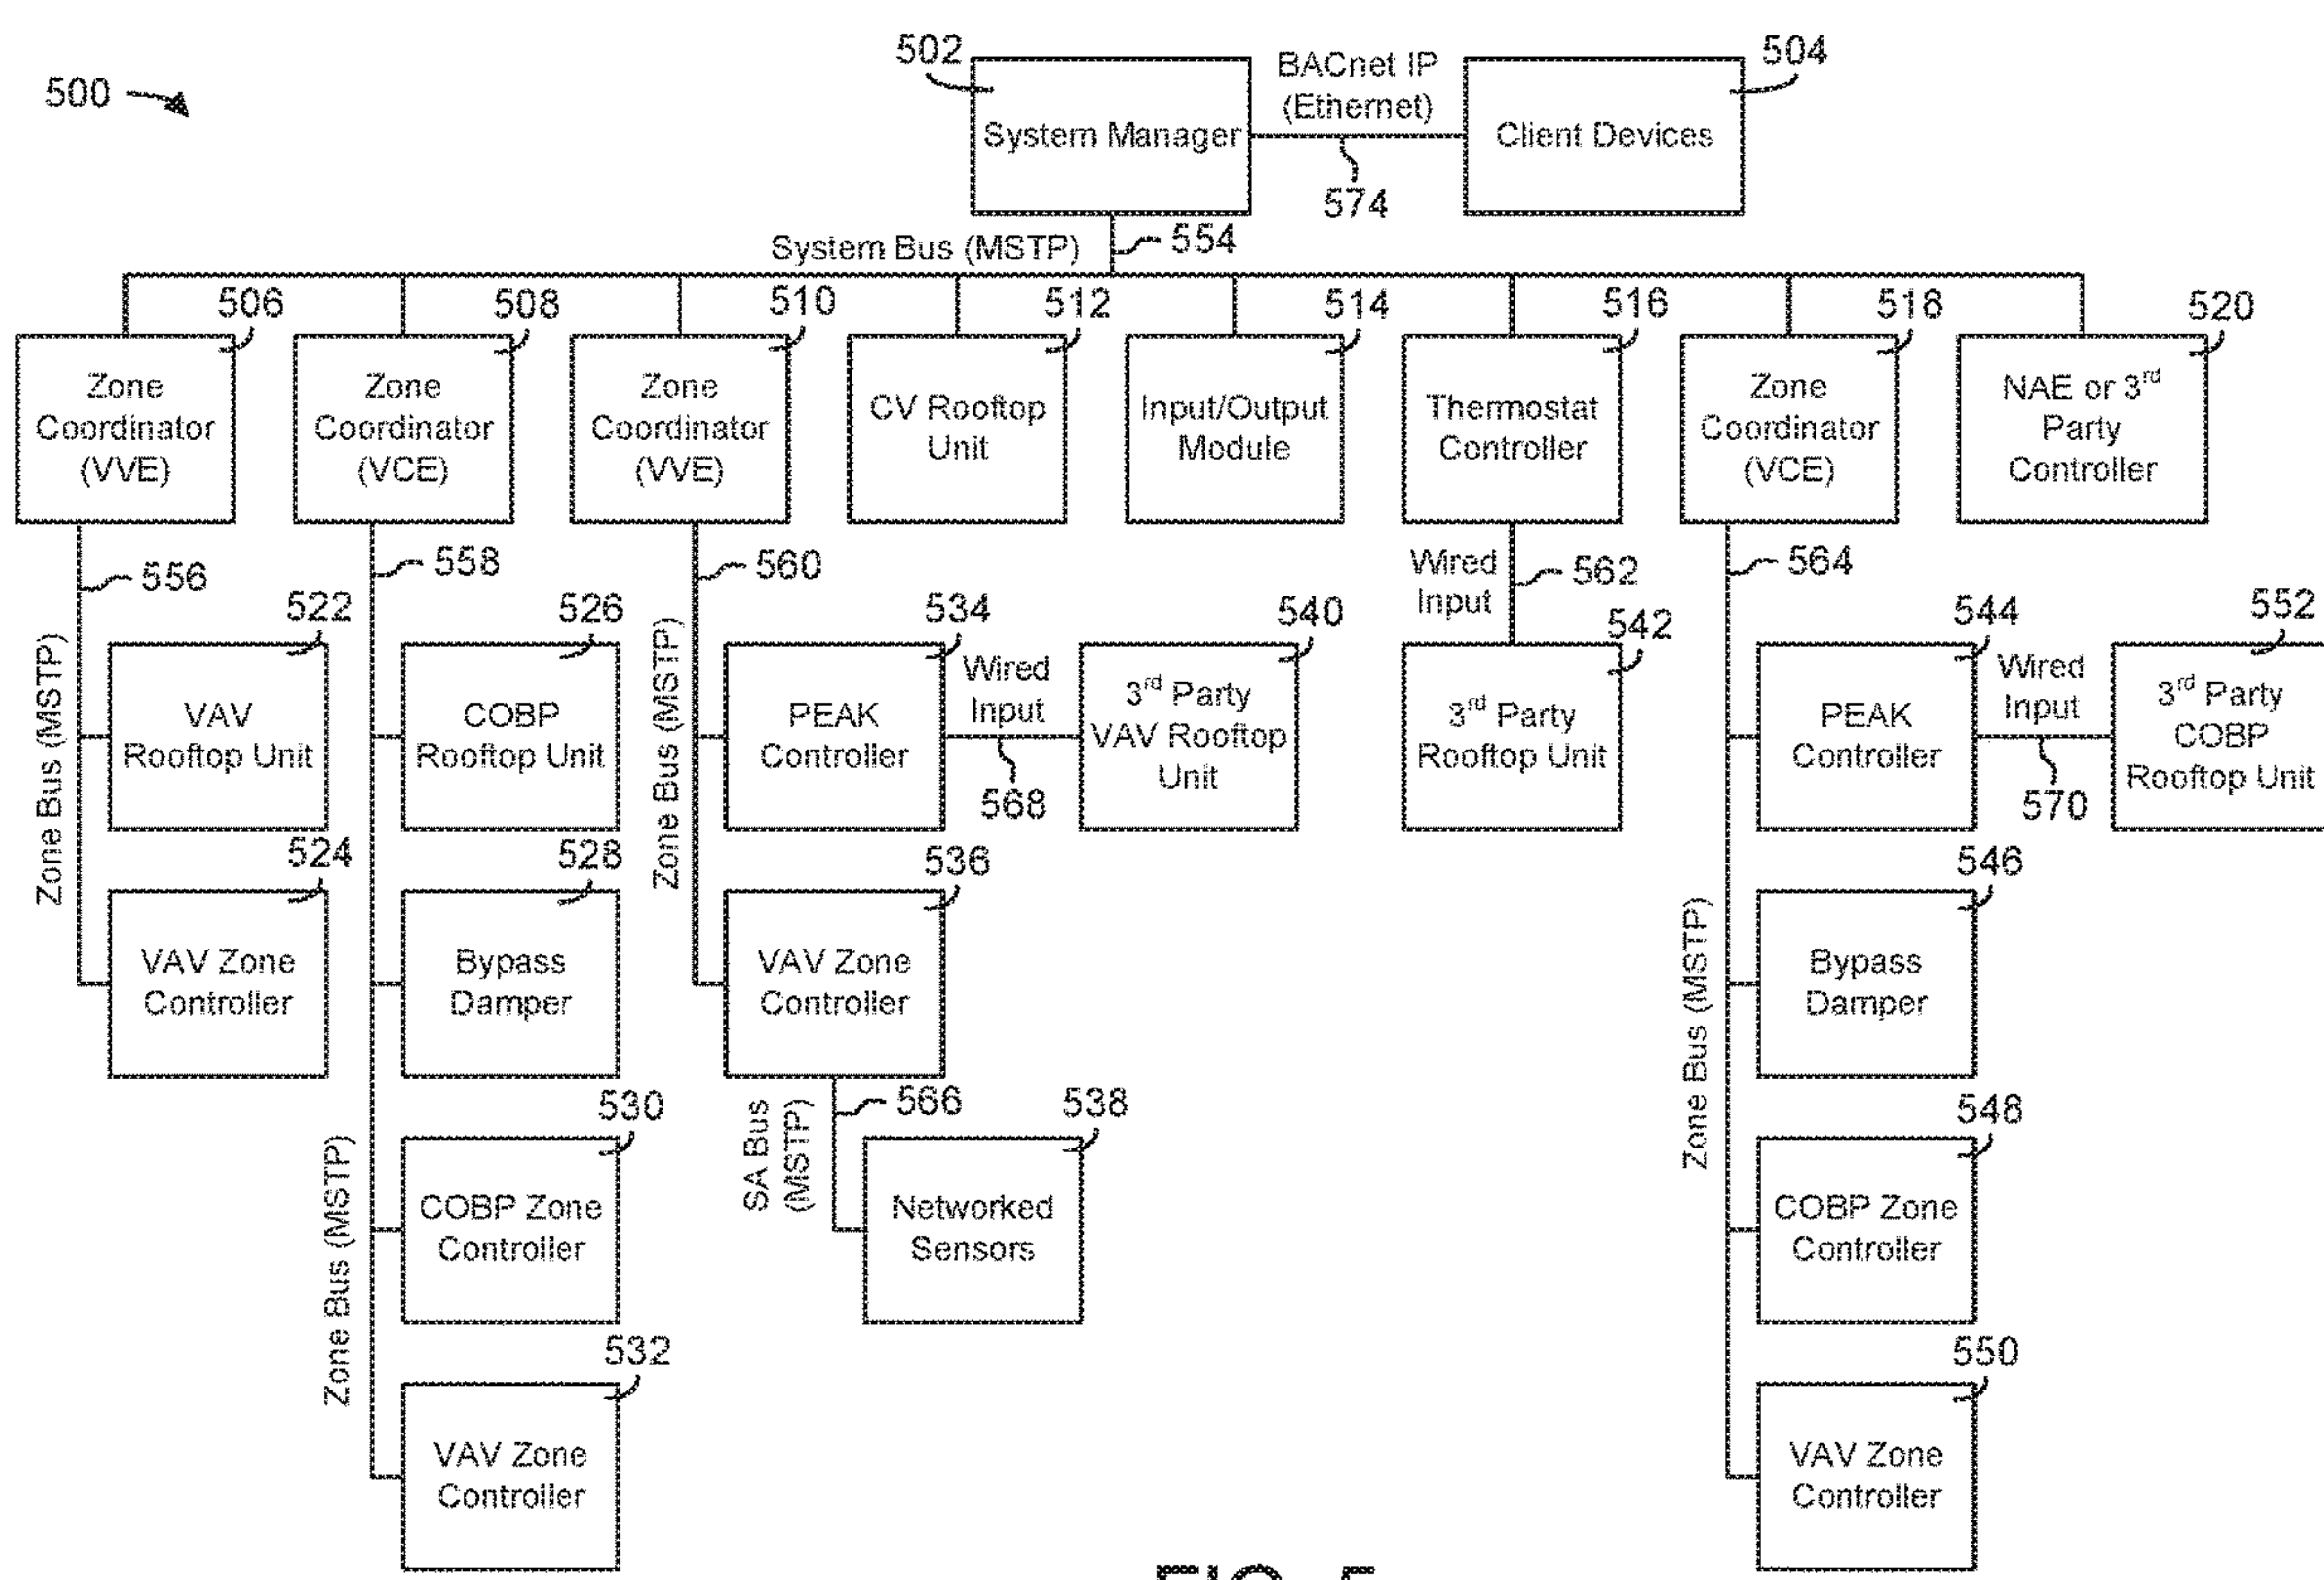 500
502
System Manager
BACnet IP
(Ethernet)
574
504
Client Devices
System Bus (MSTP)
554
506
Zone
Coordinator
(VVE)
508
Zone
Coordinator
(VCE)
510
Zone
Coordinator
(VVE)
512
CV Rooftop
Unit
514
Input/Output
Module
516
Thermostat
Controller
518
Zone
Coordinator
(VCE)
520
NAE or 3rd
Party
Controller
556
Zone Bus (MSTP)
522
VAV
Rooftop Unit
524
VAV Zone
Controller
558
Zone Bus (MSTP)
526
COBP
Rooftop Unit
528
Bypass
Damper
530
COBP Zone
Controller
532
VAV Zone
Controller
560
Zone Bus (MSTP)
534
PEAK
Controller
Wired
Input
568
540
3rd Party
VAV Rooftop
Unit
536
VAV Zone
Controller
566
SA Bus
(MSTP)
538
Networked
Sensors
Wired
Input
562
542
3rd Party
Rooftop Unit
564
Zone Bus (MSTP)
544
PEAK
Controller
Wired
Input
570
552
3rd Party
COBP
Rooftop Unit
546
Bypass
Damper
548
COBP Zone
Controller
550
VAV Zone
Controller
FIG. 5